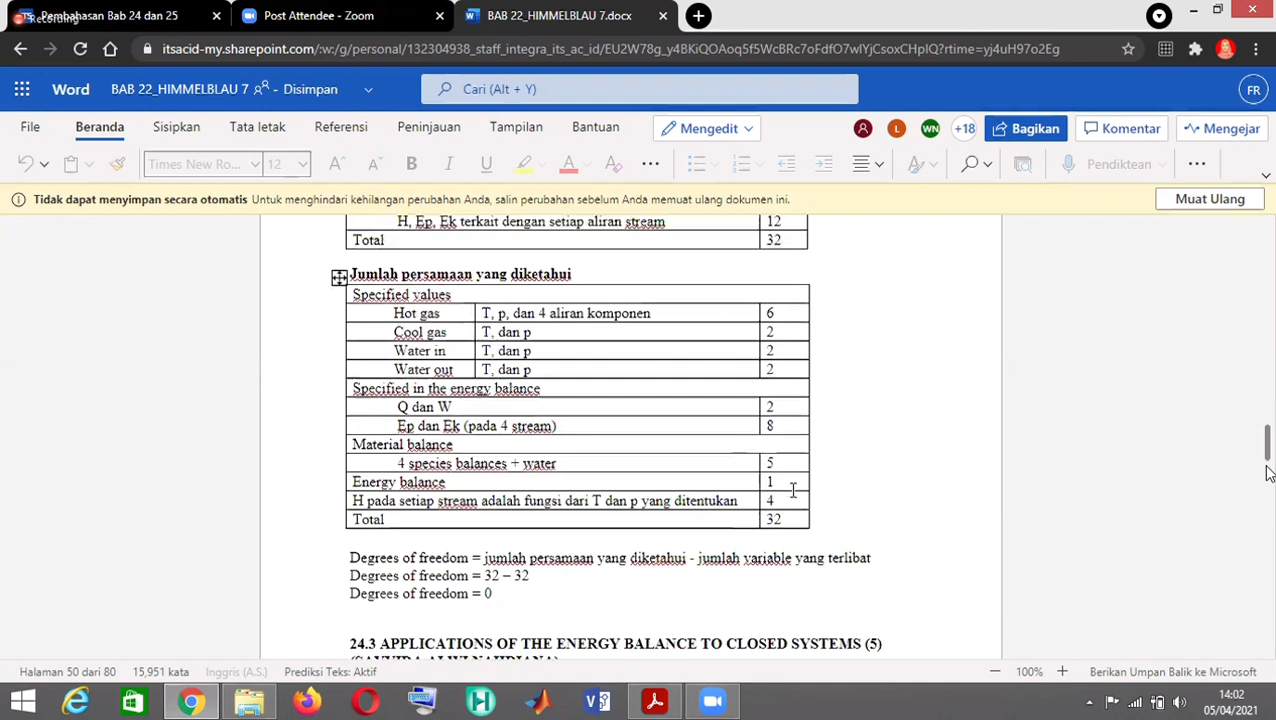 Recording
Pembahasan Bab 24 dan 25
Post Attendee - Zoom
BAB 22_HIMMELBLAU 7.docx
itsacid-my.sharepoint.com/:w:/g/personal/132304938_staff_integra_its_ac_id/EU2W78g_y4BKiQOAoq5f5WcBRc7oFdfO7wlYjCsoxCHpIQ?rtime=yj4uH97o2Eg
Word
BAB 22_HIMMELBLAU 7
- Disimpan
Cari (Alt + Y)
FR
File
Beranda
Sisipkan
Tata letak
Referensi
Peninjauan
Tampilan
Bantuan
Mengedit
L
WN
+18
Bagikan
Komentar
Mengejar
Times New Ro...
12
Pendiktean
Tidak dapat menyimpan secara otomatis Untuk menghindari kehilangan perubahan Anda, salin perubahan sebelum Anda memuat ulang dokumen ini.
Muat Ulang
H, Ep, Ek terkait dengan setiap aliran stream 12
Total 32
Jumlah persamaan yang diketahui
Specified values
Hot gas T, p, dan 4 aliran komponen 6
Cool gas T, dan p 2
Water in T, dan p 2
Water out T, dan p 2
Specified in the energy balance
Q dan W 2
Ep dan Ek (pada 4 stream) 8
Material balance
4 species balances + water 5
Energy balance 1
H pada setiap stream adalah fungsi dari T dan p yang ditentukan 4
Total 32
Degrees of freedom = jumlah persamaan yang diketahui - jumlah variable yang terlibat
Degrees of freedom = 32 – 32
Degrees of freedom = 0
24.3 APPLICATIONS OF THE ENERGY BALANCE TO CLOSED SYSTEMS (5)
Halaman 50 dari 80
15,951 kata
Inggris (A.S.)
Prediksi Teks: Aktif
100%
Berikan Umpan Balik ke Microsoft
14:02
05/04/2021